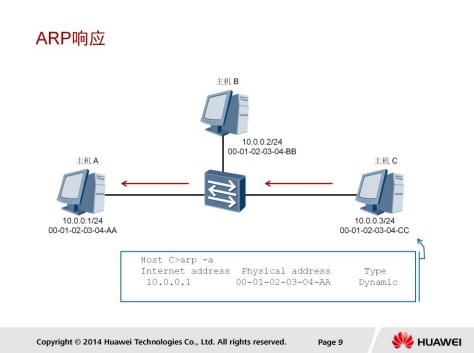 ARP响应
主机 B
10.0.0.2/24
00-01-02-03-04-BB
主机 A
主机 C
10.0.0.1/24
00-01-02-03-04-AA
10.0.0.3/24
00-01-02-03-04-CC
Host C>arp -a
Internet address Physical address Type
10.0.0.1 00-01-02-03-04-AA Dynamic
Copyright © 2014 Huawei Technologies Co., Ltd. All rights reserved. Page 9 HUAWEI